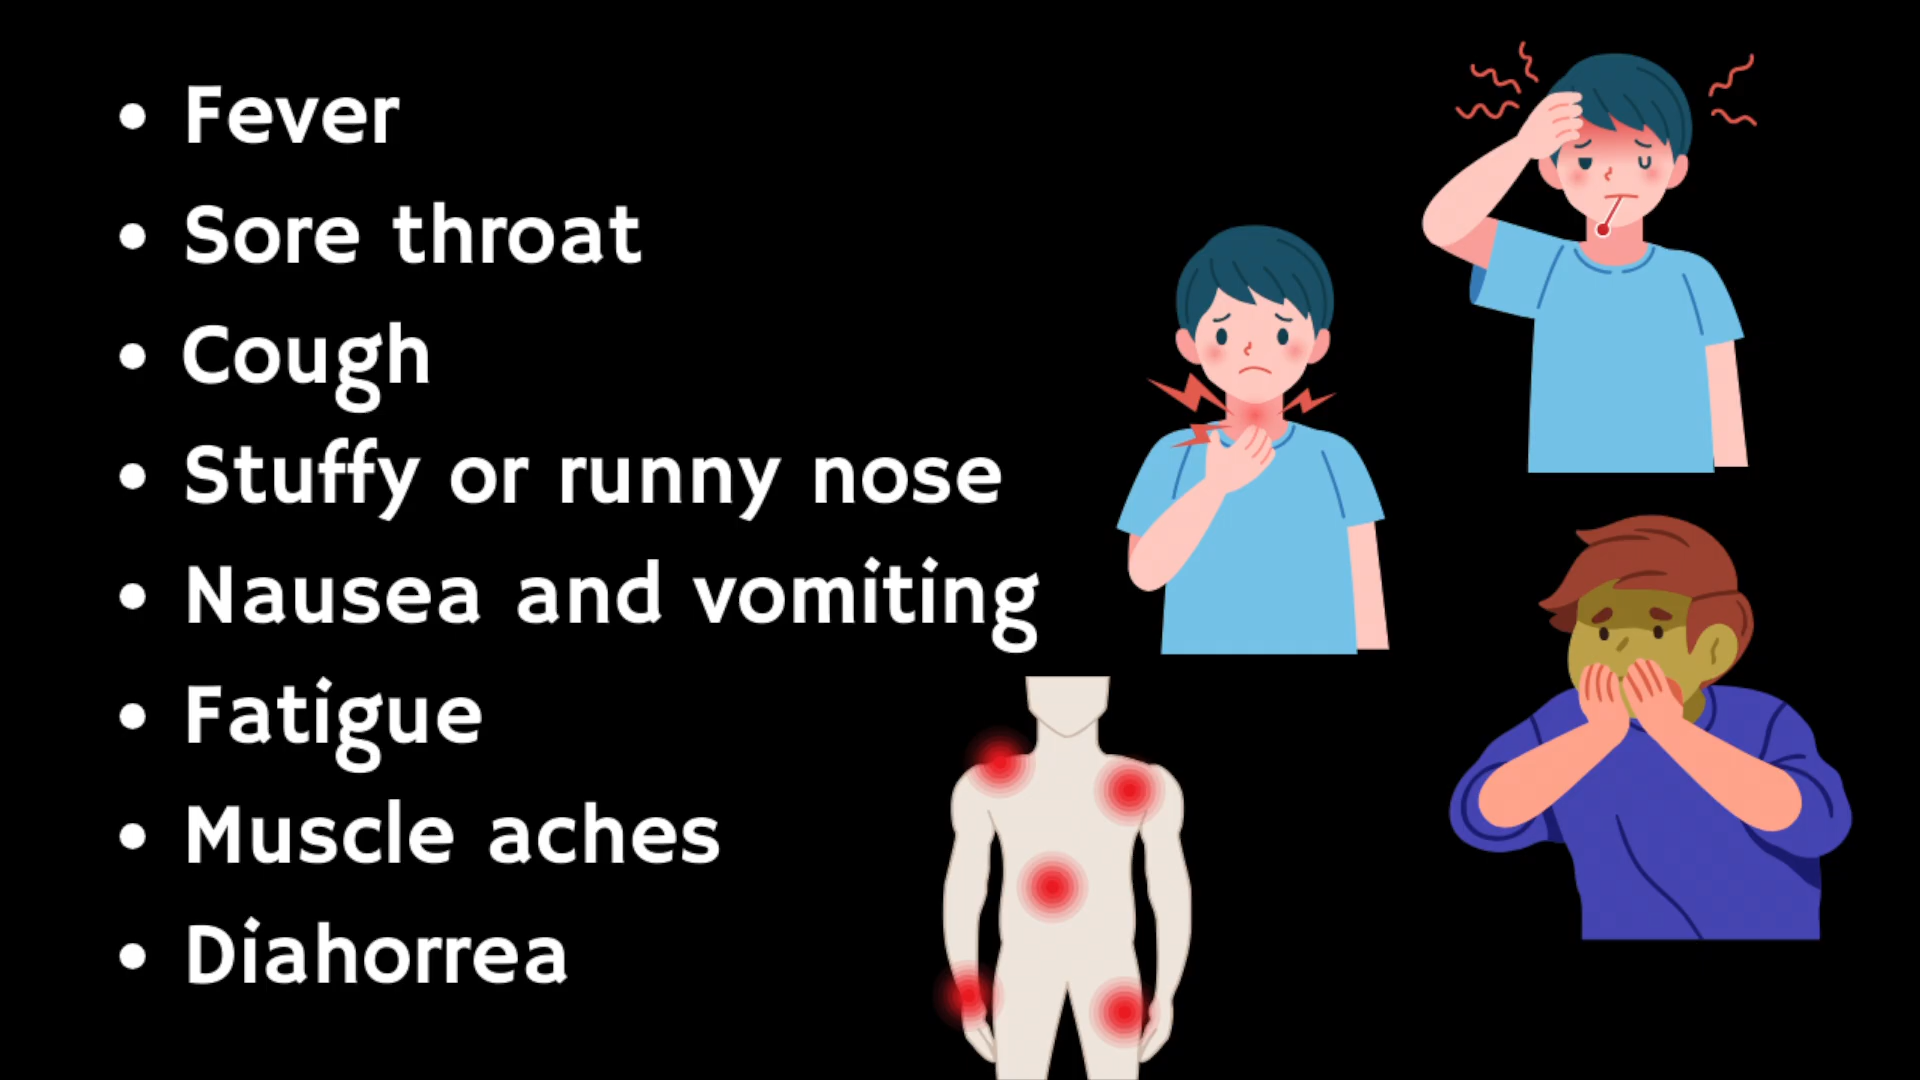 • Fever
• Sore throat
• Cough
• Stuffy or runny nose
• Nausea and vomiting
• Fatigue
• Muscle aches
• Diahorrea